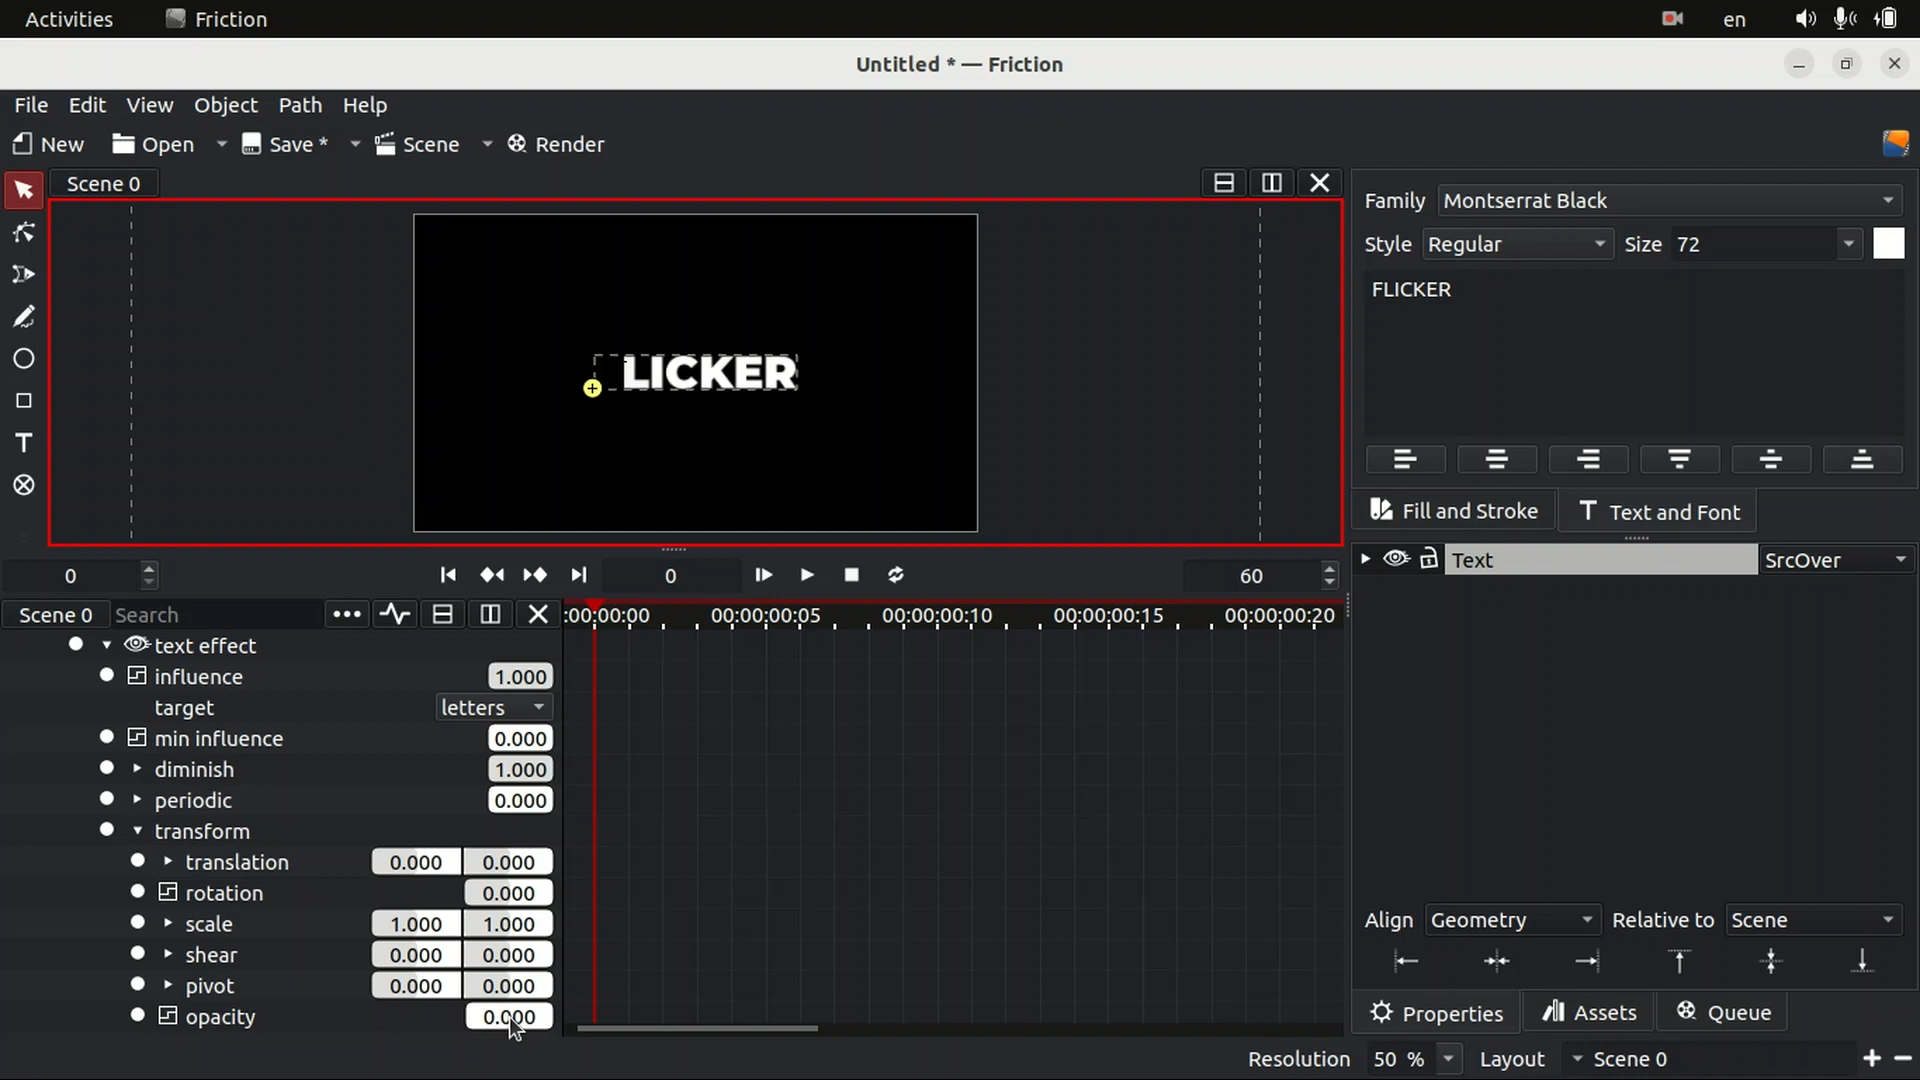 Activities Friction en
Untitled * — Friction
File Edit View Object Path Help
New Open Save * Scene Render
Scene 0
Family Montserrat Black
Style Regular Size 72
FLICKER
LICKER
Fill and Stroke Text and Font
Text SrcOver
0 0 60
Scene 0 Search :00:00:00 00:00:00:05 00:00:00:10 00:00:00:15 00:00:00:20
text effect
influence 1.000
target letters
min influence 0.000
diminish 1.000
periodic 0.000
transform
translation 0.000 0.000
rotation 0.000
scale 1.000 1.000
shear 0.000 0.000
pivot 0.000 0.000
opacity 0.000
Align Geometry Relative to Scene
Properties Assets Queue
Resolution 50 % Layout Scene 0